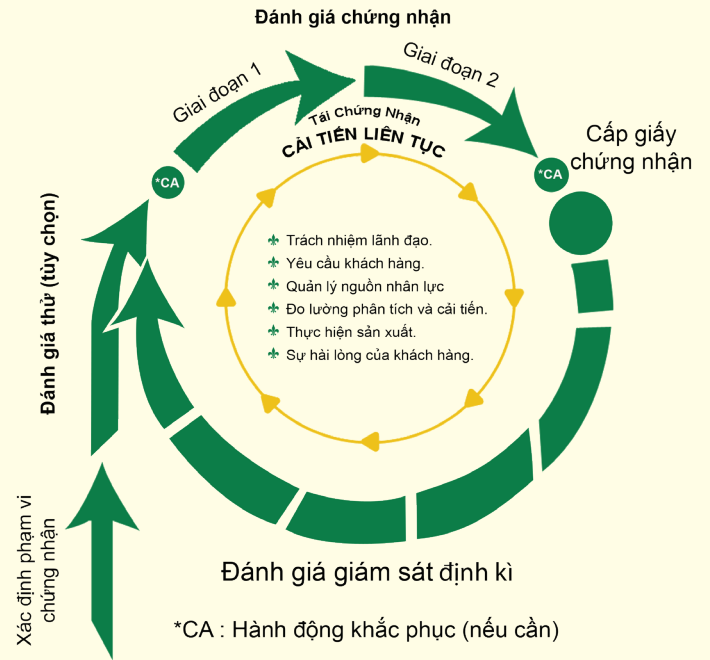 Đánh giá chứng nhận
Giai đoạn 1
Giai đoạn 2
Tái Chứng Nhận
CẢI TIẾN LIÊN TỤC
*CA
*CA
Cấp giấy
chứng nhận
Trách nhiệm lãnh đạo.
Yêu cầu khách hàng.
Quản lý nguồn nhân lực
Đo lường phân tích và cải tiến.
Thực hiện sản xuất.
Sự hài lòng của khách hàng.
Đánh giá thử (tùy chọn)
Xác định phạm vi
chứng nhận
Đánh giá giám sát định kì
*CA : Hành động khắc phục (nếu cần)